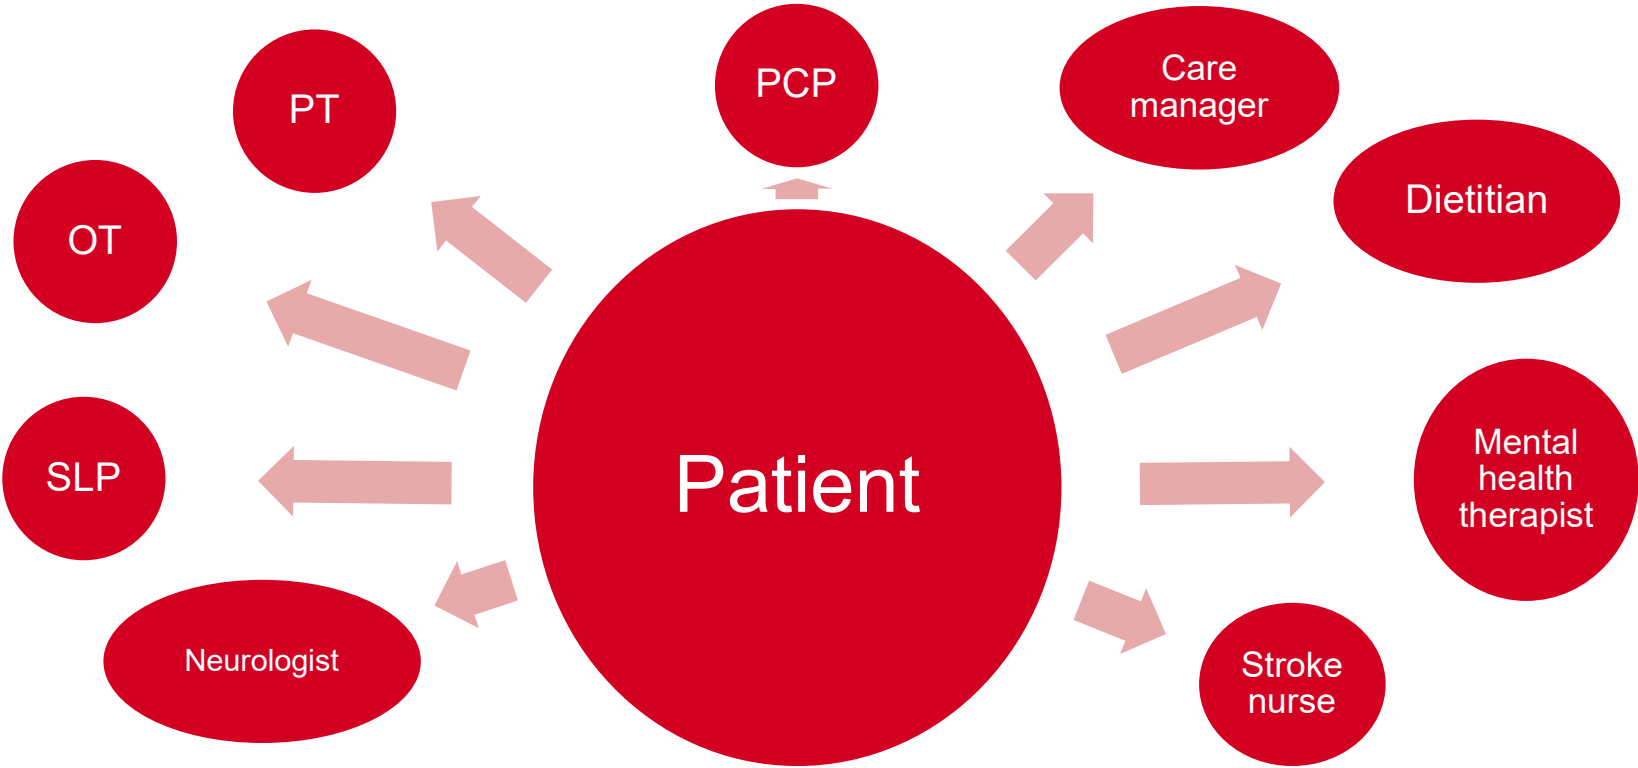 PCP
Care
manager
PT
Dietitian
OT
Mental
health
therapist
SLP
Patient
Neurologist
Stroke
nurse